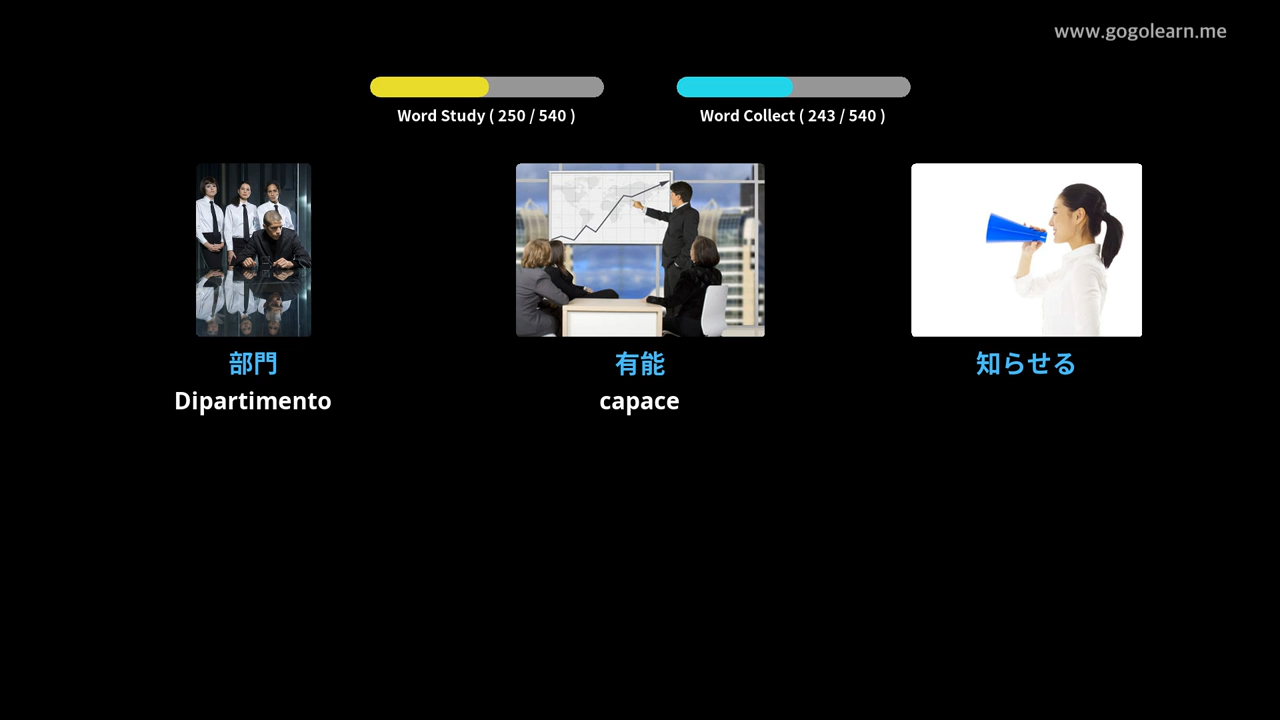 www.gogolearn.me
Word Study ( 250 / 540 )
Word Collect ( 243 / 540 )
部門
有能
知らせる
Dipartimento
capace